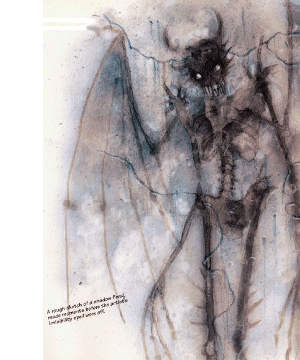 A rough sketch of a shadow fiend,
made moments before the artist's
invisibility spell wore off.